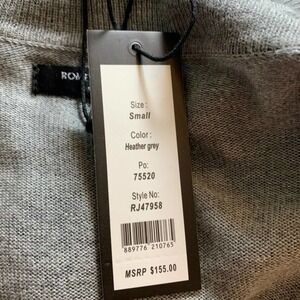 Size :
Small
Color :
Heather grey
Po:
75520
Style No:
RJ47958
889776 210765
MSRP $155.00